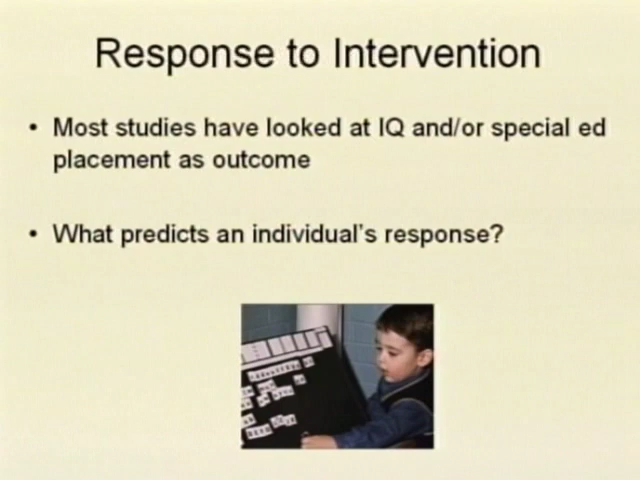 Response to Intervention
• Most studies have looked at IQ and/or special ed
placement as outcome
• What predicts an individual's response?